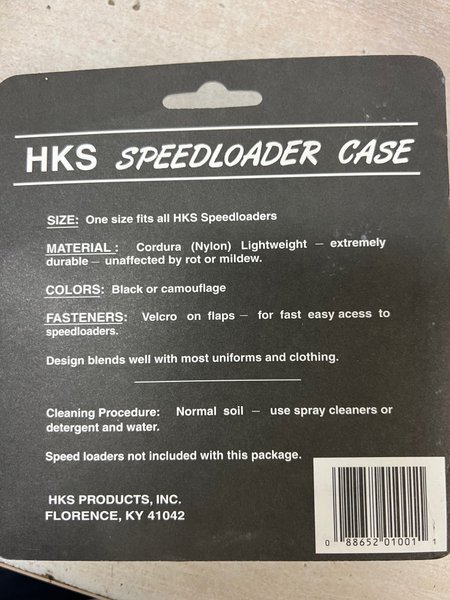 HKS SPEEDLOADER CASE
SIZE: One size fits all HKS Speedloaders
MATERIAL : Cordura (Nylon) Lightweight — extremely
durable — unaffected by rot or mildew.
COLORS: Black or camouflage
FASTENERS: Velcro on flaps — for fast easy acess to
speedloaders.
Design blends well with most uniforms and clothing.
Cleaning Procedure: Normal soil — use spray cleaners or
detergent and water.
Speed loaders not included with this package.
HKS PRODUCTS, INC.
FLORENCE, KY 41042
0 88652 01001 1